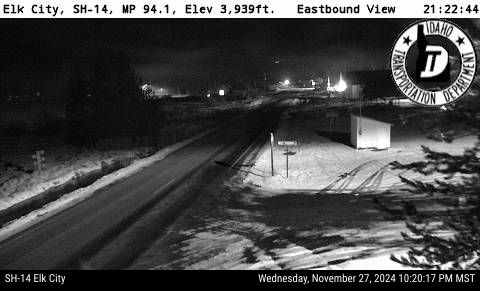 Elk City, SH-14, MP 94.1, Elev 3,939ft. Eastbound View 21:22:44
IDAHO
TRANSPORTATION DEPARTMENT
SH-14 Elk City
Wednesday, November 27, 2024 10:20:17 PM MST